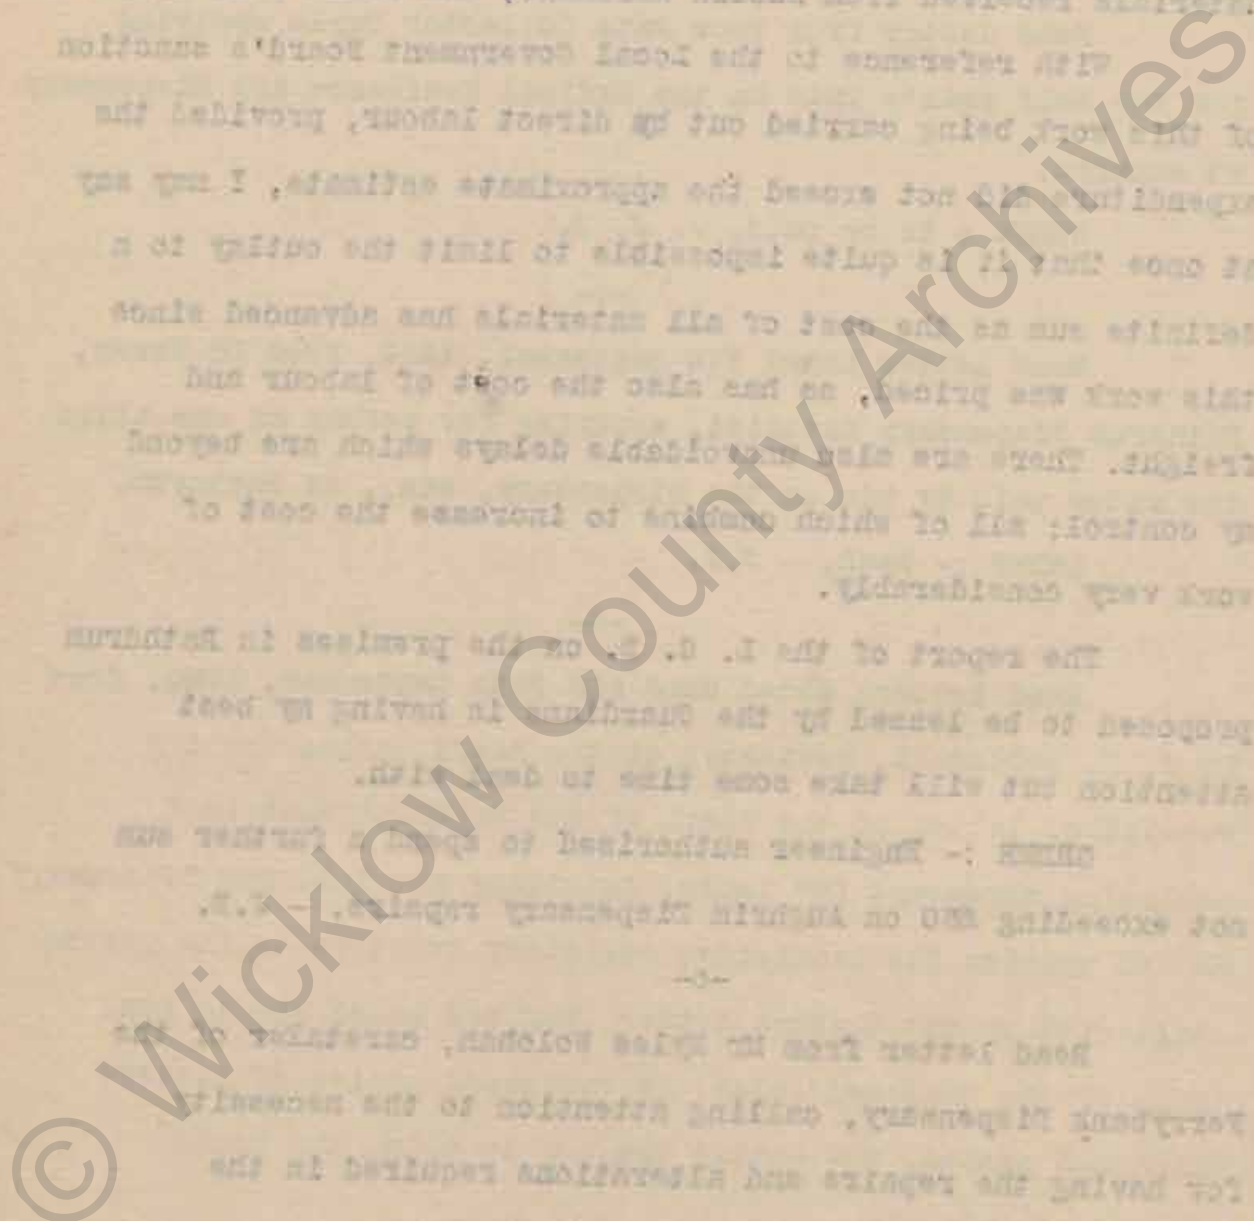 materials received from
With reference to the Local Government Board's sanction
of this work being carried out by direct labour, provided the
expenditure did not exceed the approximate estimate, I may say
at once that it is quite impossible to limit the outlay to a
definite sum as the cost of all materials has advanced since
this work was priced, as has also the cost of labour and
freight. There are also unavoidable delays which are beyond
my control; all of which combine to increase the cost of
work very considerably.
The report of the L. G. B. on the premises in Rathdrum
proposed to be leased by the Guardians is having my best
attention but will take some time to deal with.
ORDER :- Engineer authorised to spend a further sum
not exceeding £50 on Aughrim Dispensary repairs.
-o-
Read letter from Mr Myles Wolohan, caretaker of
Ferrybank Dispensary, calling attention to the necessity
for having the repairs and alterations required in the
© Wicklow County Archives